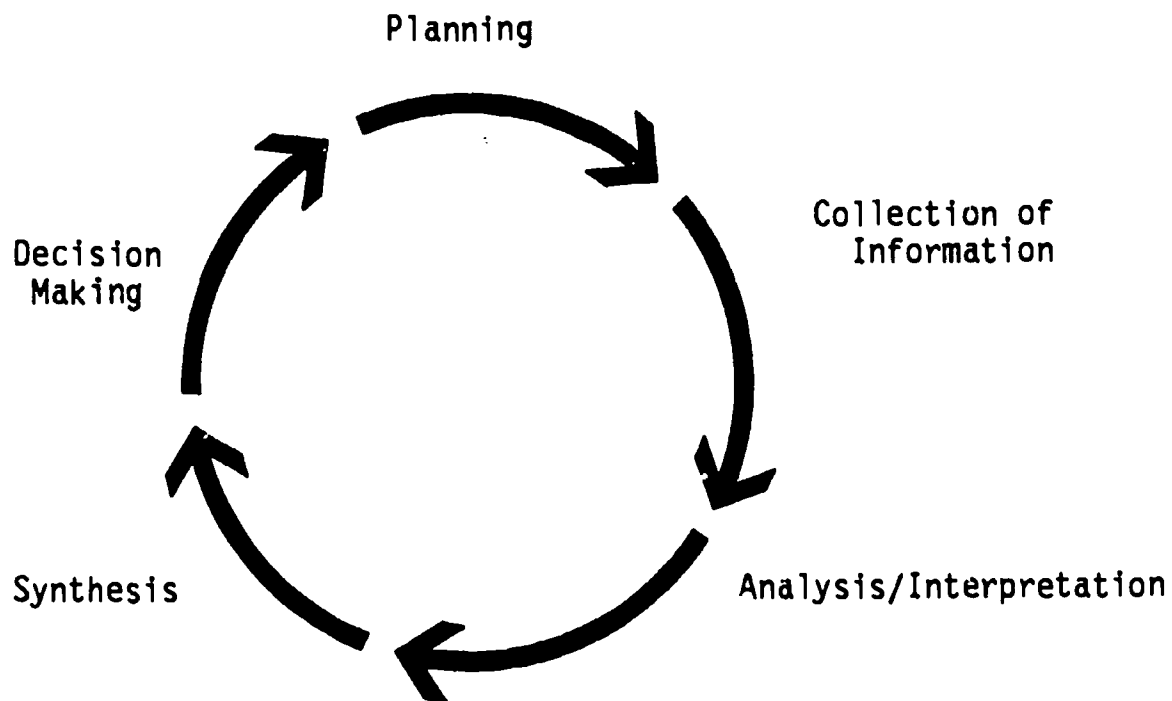 Planning
Collection of
Information
Decision
Making
Analysis/Interpretation
Synthesis